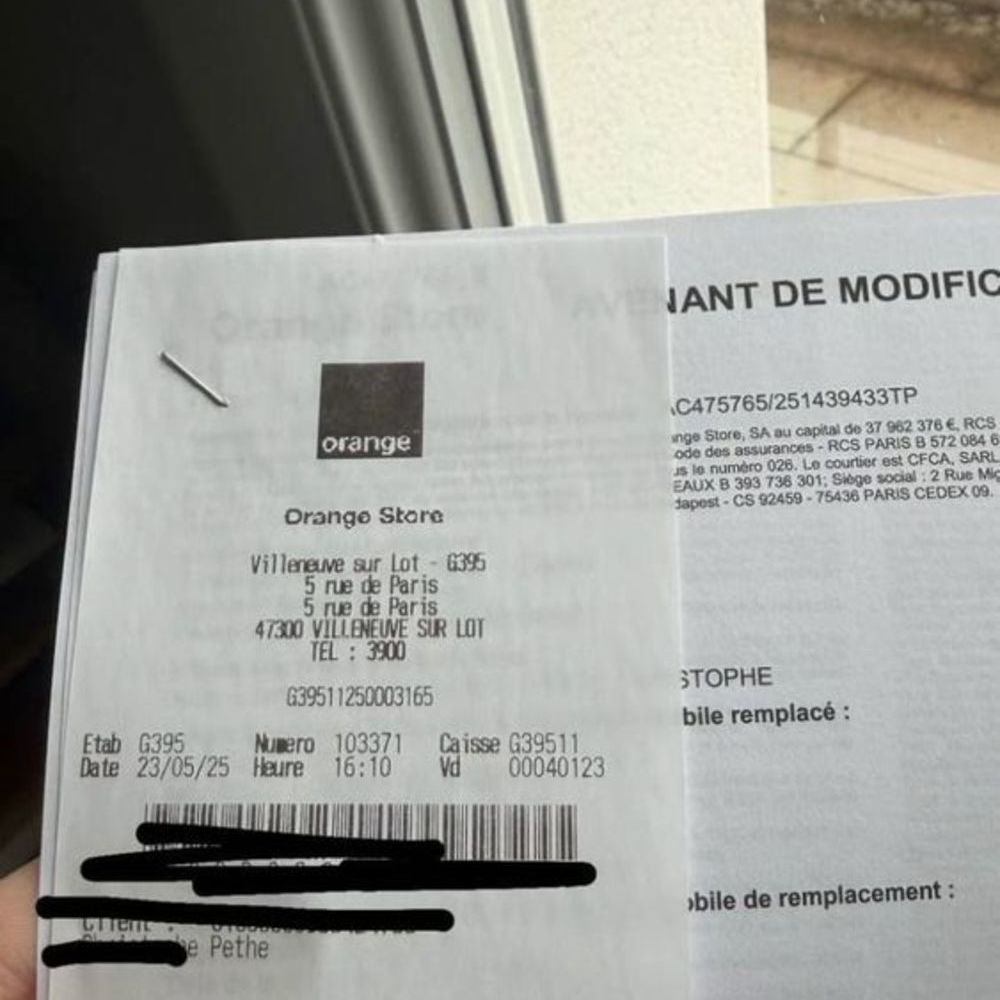 orange
Orange Store
Villeneuve sur Lot - G395
5 rue de Paris
5 rue de Paris
47300 VILLENEUVE SUR LOT
TEL : 3900
G39511250003165
Etab G395 Numero 103371 Caisse G39511
Date 23/05/25 Heure 16:10 Vd 00040123
Client :
Pethe
AVENANT DE MODIFIC
AC475765/251439433TP
ange Store, SA au capital de 37 962 376 €, RCS
ode des assurances - RCS PARIS B 572 084 6
us le numéro 026. Le courtier est CFCA, SARL
EAUX B 393 736 301; Siège social : 2 Rue Mig
dapest - CS 92459 - 75436 PARIS CEDEX 09.
STOPHE
bile remplacé :
obile de remplacement :